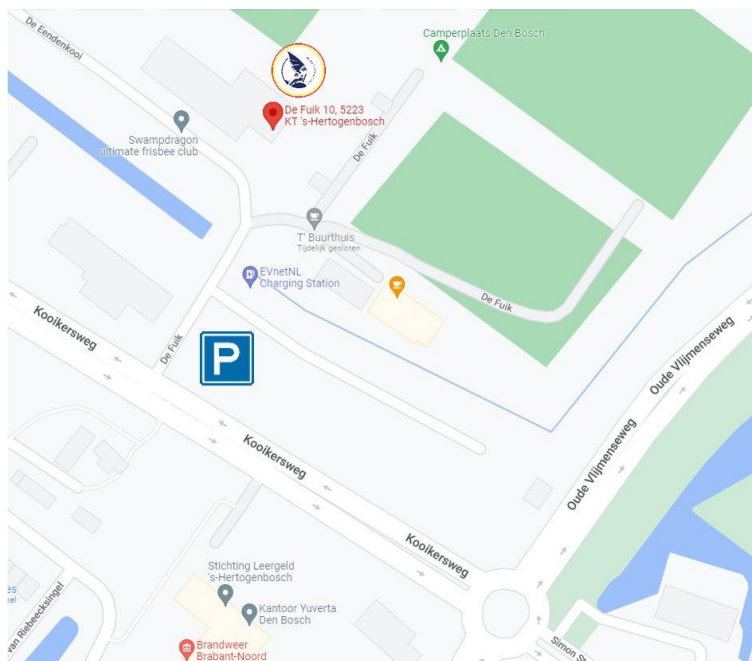 De Eendenkooi
Camperplaats Den Bosch
De Fuik 10, 5223
KT 's-Hertogenbosch
Swampdragon
ultimate frisbee club
De Fuik
T' Buurthuis
Tijdelijk gesloten
EVnetNL
Charging Station
De Fuik
Kooikersweg
De Fuik
P
Oude Vlijmenseweg
Oude Vlijmenseweg
Kooikersweg
Kooikersweg
Stichting Leergeld
's-Hertogenbosch
Kantoor Yuverta
Den Bosch
van Riebeecksingel
Brandweer
Brabant-Noord
Simon S